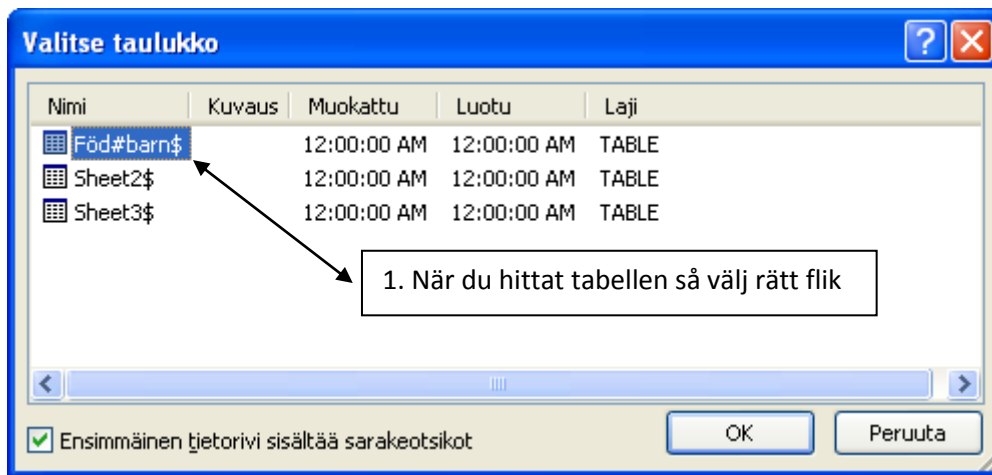 Valitse taulukko
Nimi Kuvaus Muokattu Luotu Laji
Föd#barn$ 12:00:00 AM 12:00:00 AM TABLE
Sheet2$ 12:00:00 AM 12:00:00 AM TABLE
Sheet3$ 12:00:00 AM 12:00:00 AM TABLE
1. När du hittat tabellen så välj rätt flik
Ensimmäinen tietorivi sisältää sarakeotsikot OK Peruuta